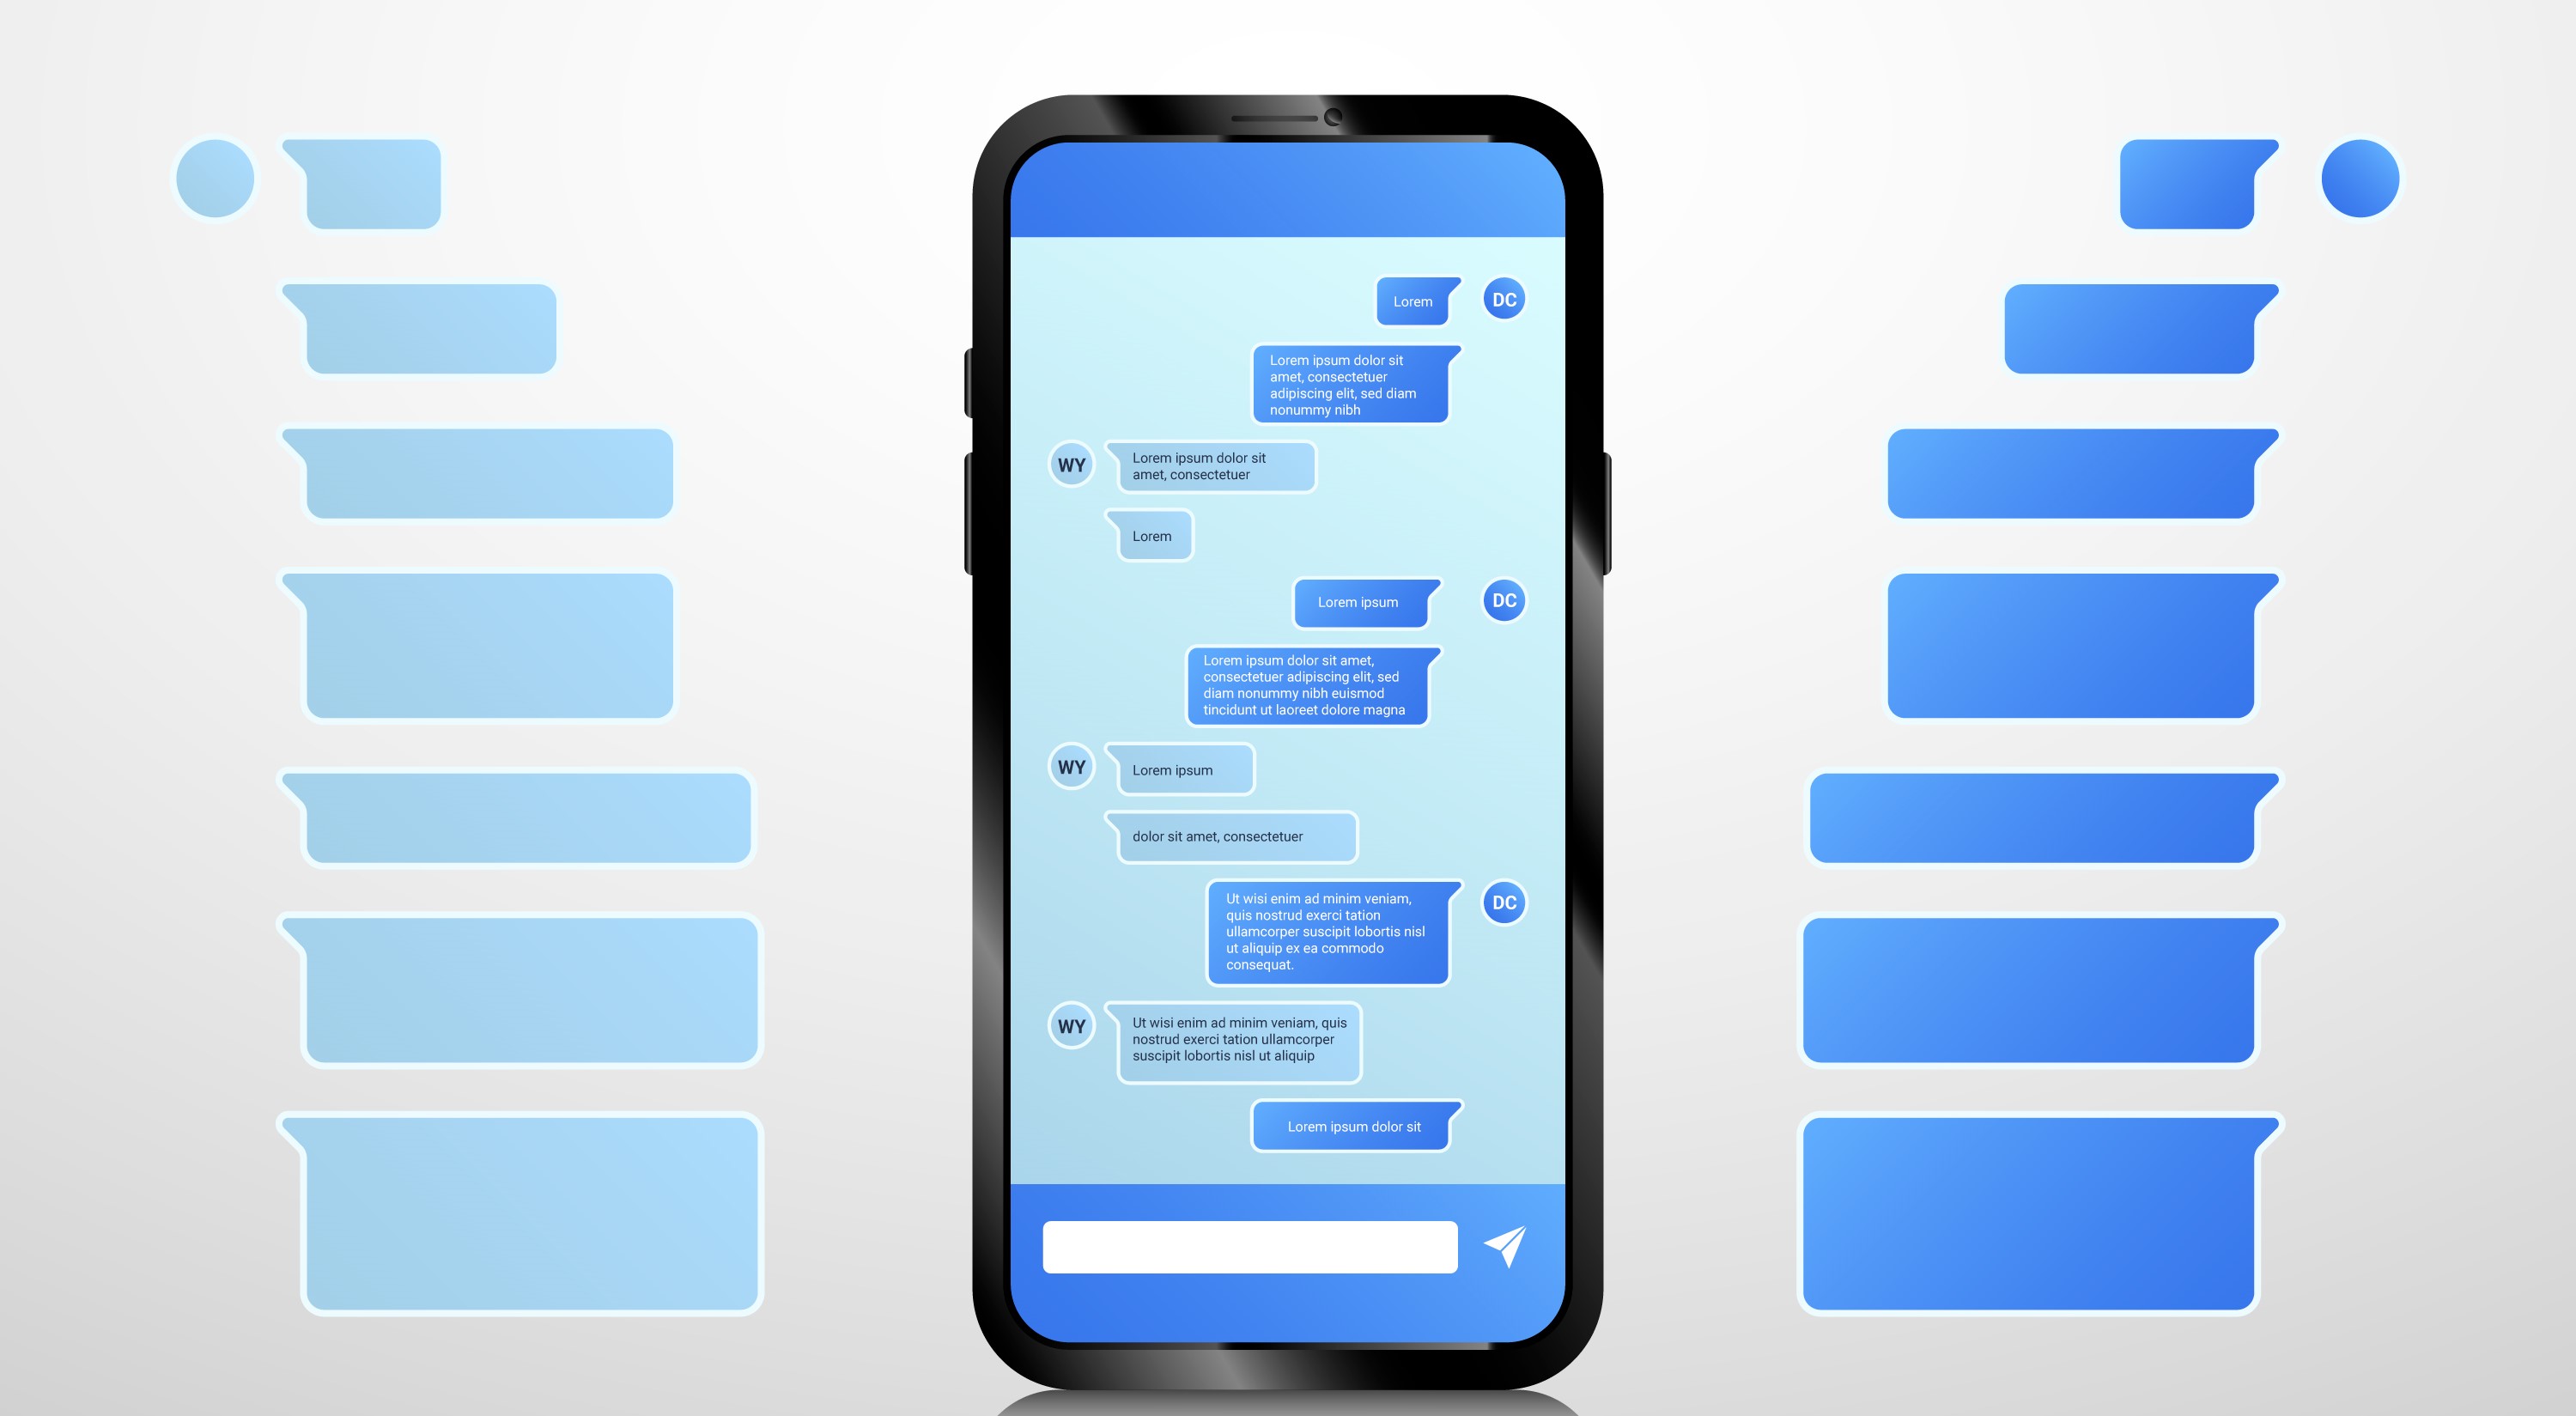 Lorem
DC
Lorem ipsum dolor sit
amet, consectetuer
adipiscing elit, sed diam
nonummy nibh
WY
Lorem ipsum dolor sit
amet, consectetuer
Lorem
Lorem ipsum
DC
Lorem ipsum dolor sit amet,
consectetuer adipiscing elit, sed
diam nonummy nibh euismod
tincidunt ut laoreet dolore magna
WY
Lorem ipsum
dolor sit amet, consectetuer
Ut wisi enim ad minim veniam,
quis nostrud exerci tation
ullamcorper suscipit lobortis nisl
ut aliquip ex ea commodo
consequat.
DC
WY
Ut wisi enim ad minim veniam, quis
nostrud exerci tation ullamcorper
suscipit lobortis nisl ut aliquip
Lorem ipsum dolor sit